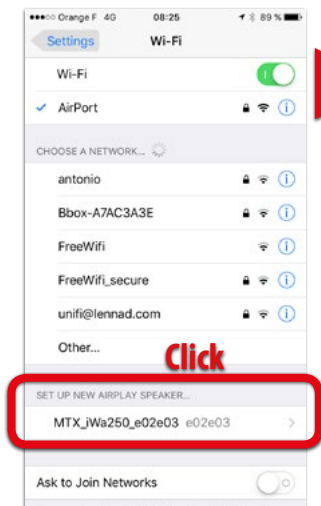 Orange F 4G 08:25 89 %
Settings Wi-Fi
Wi-Fi
AirPort
CHOOSE A NETWORK...
antonio
Bbox-A7AC3A3E
FreeWifi
FreeWifi_secure
unifi@lennad.com
Other...
Click
SET UP NEW AIRPLAY SPEAKER...
MTX_iWa250_e02e03 e02e03
Ask to Join Networks